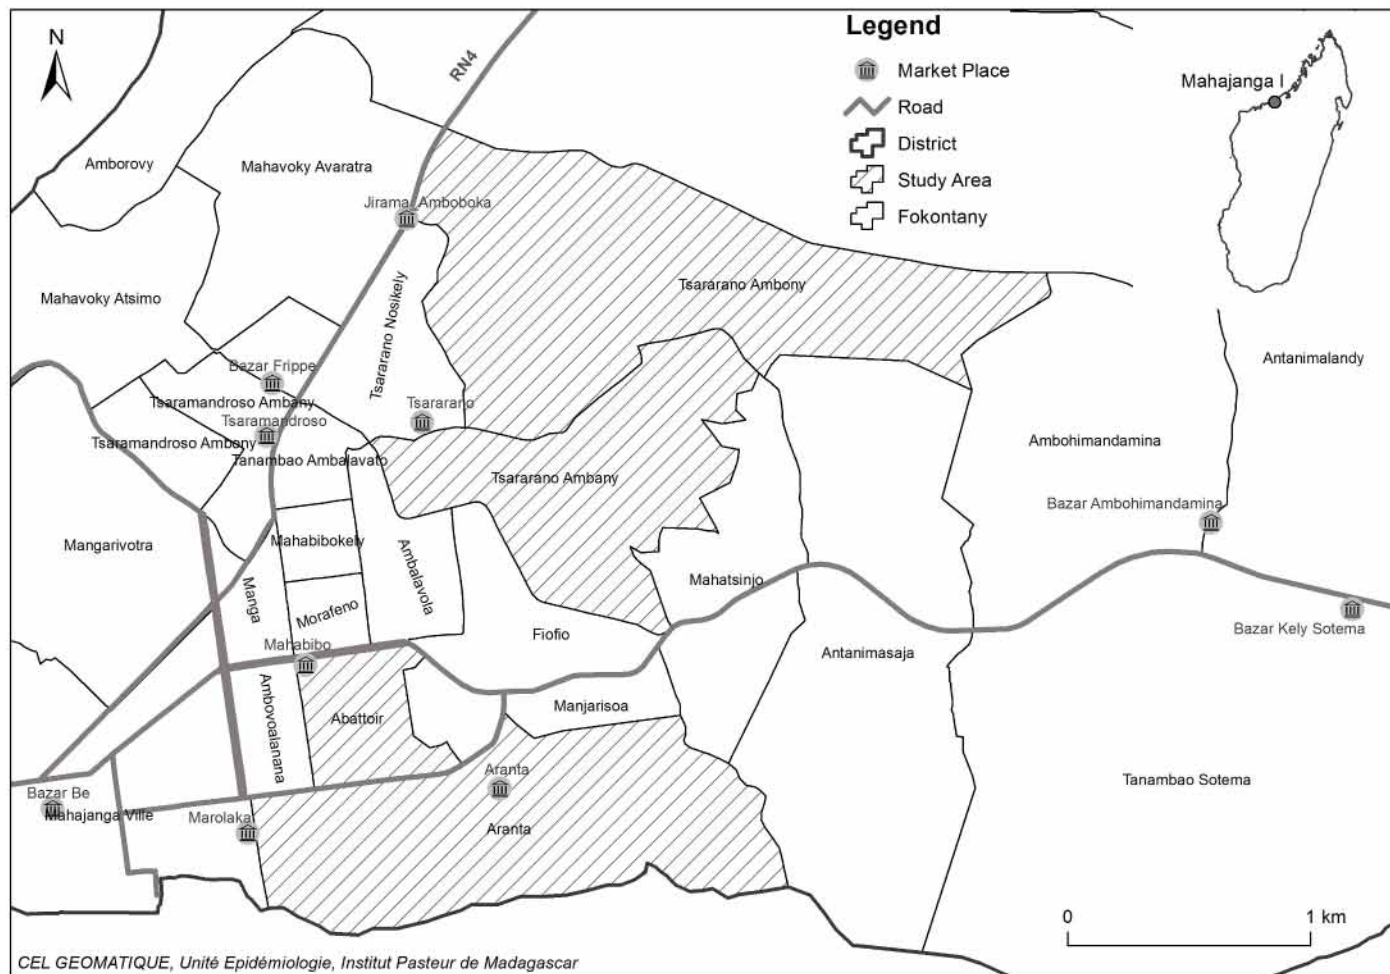 Legend
N
RN4
Market Place
Mahajanga I
Road
District
Amborovy
Mahavoky Avaratra
Study Area
Jirama_Amboboka
Fokontany
Tsararano Ambony
Mahavoky Atsimo
Tsararano Nosikely
Antanimalandy
Bazar Frippe
Tsaramandroso Ambany
Tsararano
Tsaramandroso
Tsaramandroso Ambony
Ambohimandamina
Tanambao Ambalavato
Tsararano Ambany
Bazar Ambohimandamina
Mangarivotra
Mahabibokely
Ambalavola
Mahatsinjo
Manga
Morafeno
Fiofio
Bazar Kely Sotema
Mahabibo
Antanimasaja
Ambovoalanana
Abattoir
Manjarisoa
Aranta
Tanambao Sotema
Bazar Be
Mahajanga Ville
Marolaka
Aranta
0 1 km
CEL GEOMATIQUE, Unité Epidémiologie, Institut Pasteur de Madagascar